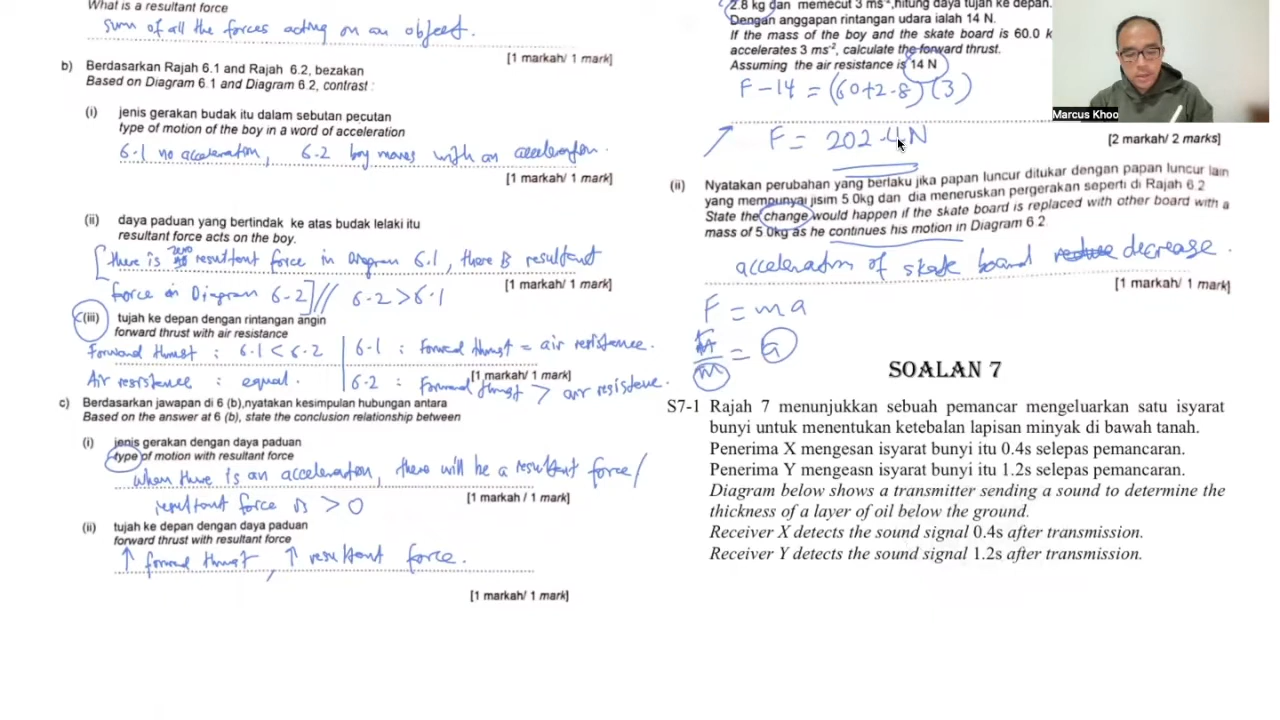 What is a resultant force
sum of all the forces acting on an object.
[1 markah/ 1 mark]
b) Berdasarkan Rajah 6.1 and Rajah 6.2, bezakan
Based on Diagram 6.1 and Diagram 6.2, contrast :
(i) jenis gerakan budak itu dalam sebutan pecutan
type of motion of the boy in a word of acceleration
6.1 no acceleration, 6.2 boy moves with an acceleration.
[1 markah/ 1 mark]
(ii) daya paduan yang bertindak ke atas budak lelaki itu
resultant force acts on the boy.
[there is zero resultant force in diagram 6.1, there is resultant
[1 markah/ 1 mark]
force in Diagram 6.2] // 6.2 > 6.1
(iii) tujah ke depan dengan rintangan angin
forward thrust with air resistance
Forward thrust : 6.1 < 6.2 | 6.1 : forward thrust = air resistance.
[1 markah/ 1 mark]
Air resistance : equal. | 6.2 : Forward thrust > air resistance.
c) Berdasarkan jawapan di 6 (b),nyatakan kesimpulan hubungan antara
Based on the answer at 6 (b), state the conclusion relationship between
(i) jenis gerakan dengan daya paduan
type of motion with resultant force
when there is an acceleration, there will be a resultant force/
resultant force is > 0
[1 markah / 1 mark]
(ii) tujah ke depan dengan daya paduan
forward thrust with resultant force
↑ forward thrust, ↑ resultant force.
[1 markah/ 1 mark]
2.8 kg dan memecut 3 ms⁻², hitung daya tujah ke depan.
Dengan anggapan rintangan udara ialah 14 N.
If the mass of the boy and the skate board is 60.0 k
accelerates 3 ms⁻², calculate the forward thrust.
Assuming the air resistance is 14 N
F - 14 = (60+2.8)(3)
F = 202.4N
[2 markah/ 2 marks]
(ii) Nyatakan perubahan yang berlaku jika papan luncur ditukar dengan papan luncur lain
yang mempunyai jisim 5.0kg dan dia meneruskan pergerakan seperti di Rajah 6.2
State the change would happen if the skate board is replaced with other board with a
mass of 5.0kg as he continues his motion in Diagram 6.2.
acceleration of skate board decrease.
[1 markah/ 1 mark]
F = ma
F/m = a
SOALAN 7
S7-1 Rajah 7 menunjukkan sebuah pemancar mengeluarkan satu isyarat
bunyi untuk menentukan ketebalan lapisan minyak di bawah tanah.
Penerima X mengesan isyarat bunyi itu 0.4s selepas pemancaran.
Penerima Y mengeasn isyarat bunyi itu 1.2s selepas pemancaran.
Diagram below shows a transmitter sending a sound to determine the
thickness of a layer of oil below the ground.
Receiver X detects the sound signal 0.4s after transmission.
Receiver Y detects the sound signal 1.2s after transmission.
Marcus Khoo